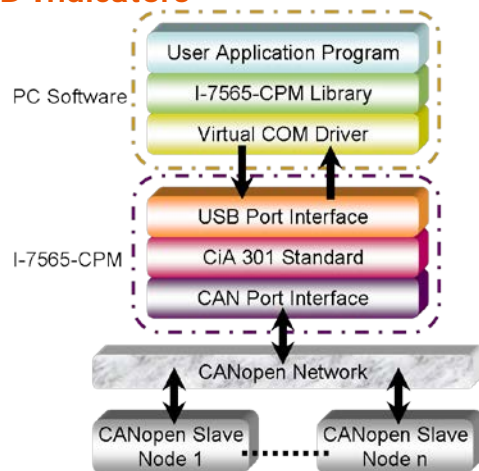 Indicators
User Application Program
PC Software
I-7565-CPM Library
Virtual COM Driver
USB Port Interface
I-7565-CPM
CiA 301 Standard
CAN Port Interface
CANopen Network
CANopen Slave
Node 1
CANopen Slave
Node n